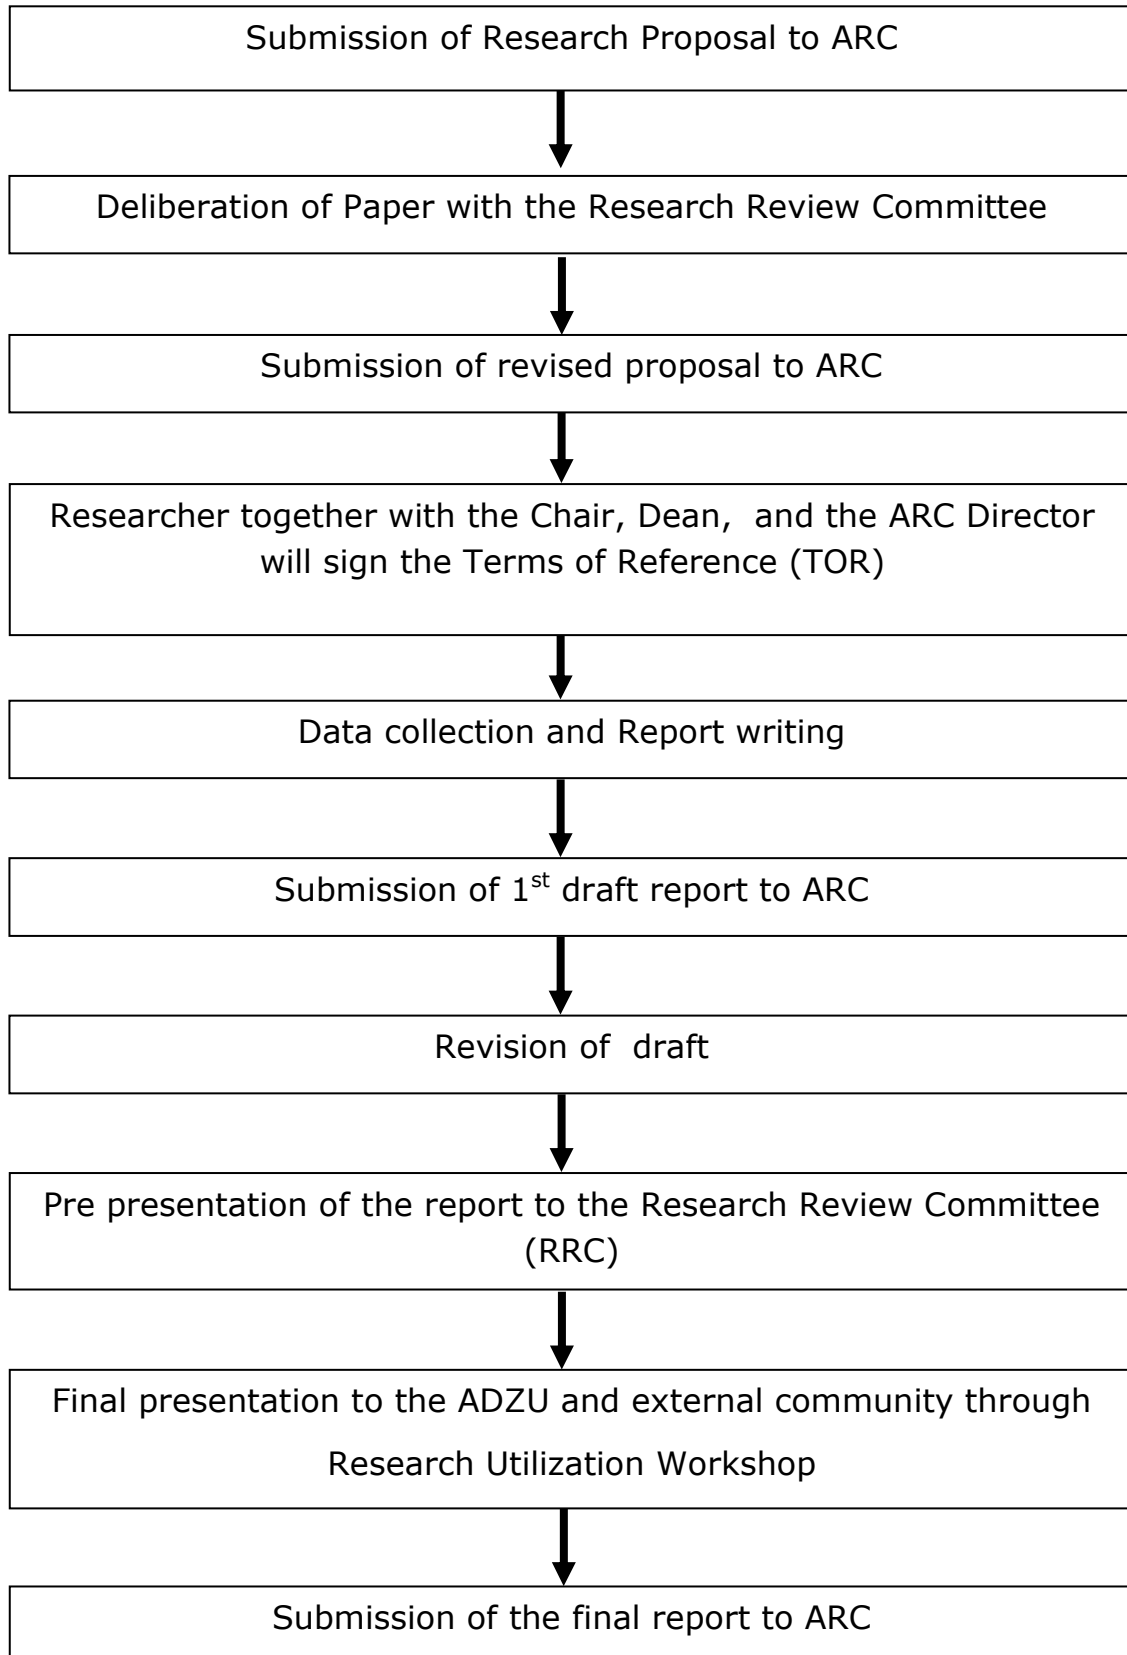 Submission of Research Proposal to ARC
Deliberation of Paper with the Research Review Committee
Submission of revised proposal to ARC
Researcher together with the Chair, Dean,  and the ARC Director
will sign the Terms of Reference (TOR)
Data collection and Report writing
Submission of 1st draft report to ARC
Revision of  draft
Pre presentation of the report to the Research Review Committee
(RRC)
Final presentation to the ADZU and external community through
Research Utilization Workshop
Submission of the final report to ARC